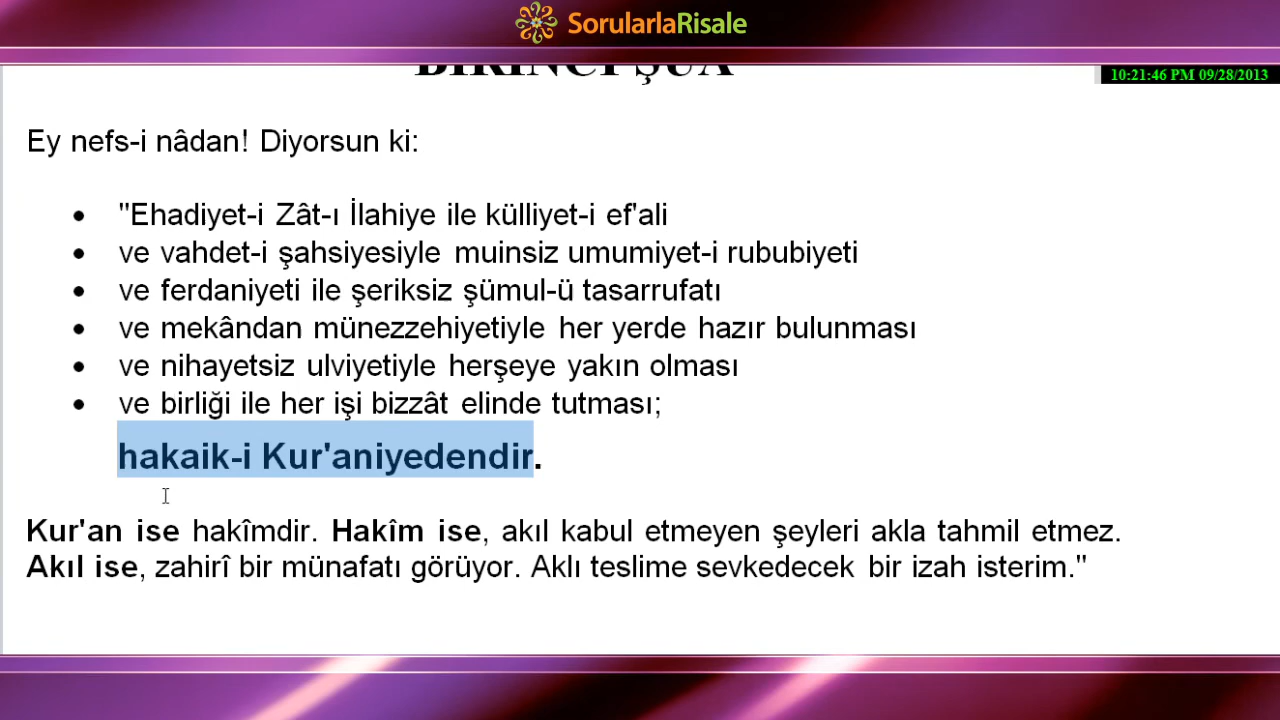 SorularlaRisale
BİRİNCİ ŞUA
10:21:46 PM 09/28/2013
Ey nefs-i nâdan! Diyorsun ki:
• "Ehadiyet-i Zât-ı İlahiye ile külliyet-i ef'ali
• ve vahdet-i şahsiyesiyle muinsiz umumiyet-i rububiyeti
• ve ferdaniyeti ile şeriksiz şümul-ü tasarrufatı
• ve mekândan münezzehiyetiyle her yerde hazır bulunması
• ve nihayetsiz ulviyetiyle herşeye yakın olması
• ve birliği ile her işi bizzât elinde tutması;
hakaik-i Kur'aniyedendir.
Kur'an ise hakîmdir. Hakîm ise, akıl kabul etmeyen şeyleri akla tahmil etmez.
Akıl ise, zahirî bir münafatı görüyor. Aklı teslime sevkedecek bir izah isterim."